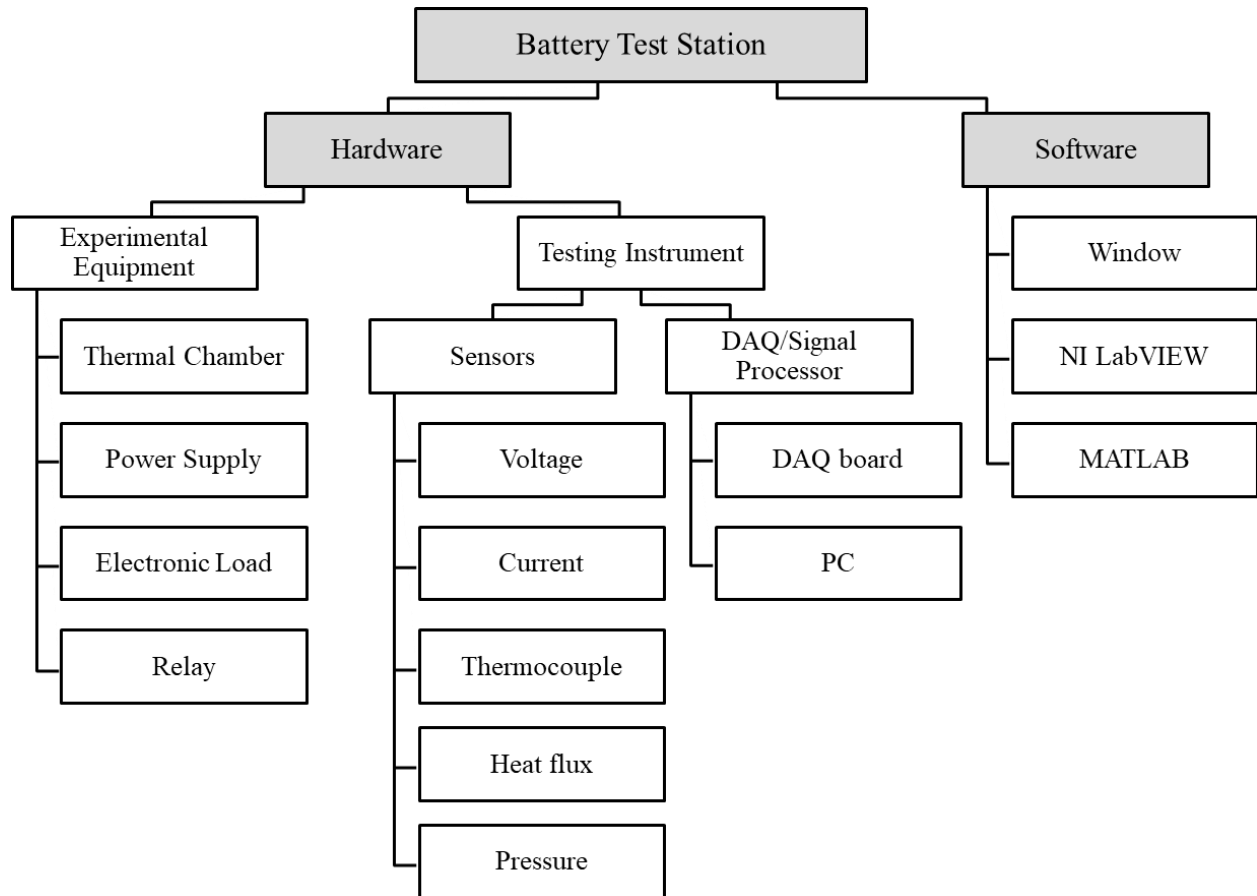 Battery Test Station
Hardware
Software
Experimental
Equipment
Testing Instrument
Window
Thermal Chamber
Sensors
DAQ/Signal
Processor
NI LabVIEW
Power Supply
Voltage
DAQ board
MATLAB
Electronic Load
Current
PC
Relay
Thermocouple
Heat flux
Pressure